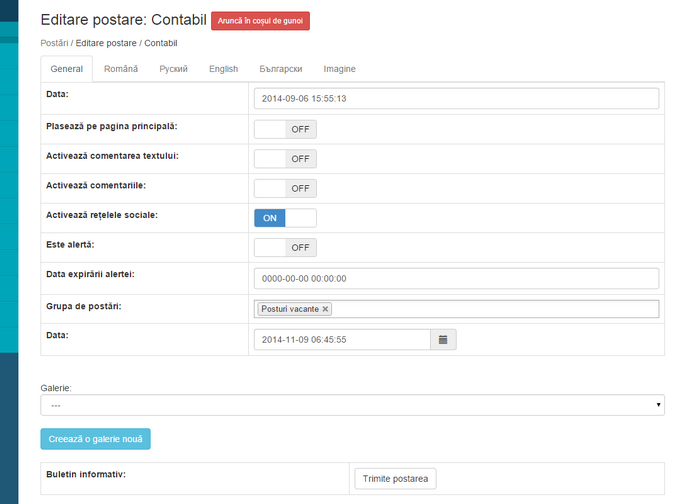 Editare postare: Contabil Aruncă în coșul de gunoi
Postări / Editare postare / Contabil
General Română Руский English Български Imagine
Data: 2014-09-06 15:55:13
Plasează pe pagina principală: OFF
Activează comentarea textului: OFF
Activează comentariile: OFF
Activează rețelele sociale: ON
Este alertă: OFF
Data expirării alertei: 0000-00-00 00:00:00
Grupa de postări: Posturi vacante ×
Data: 2014-11-09 06:45:55
Galerie:
---
Creează o galerie nouă
Buletin informativ: Trimite postarea